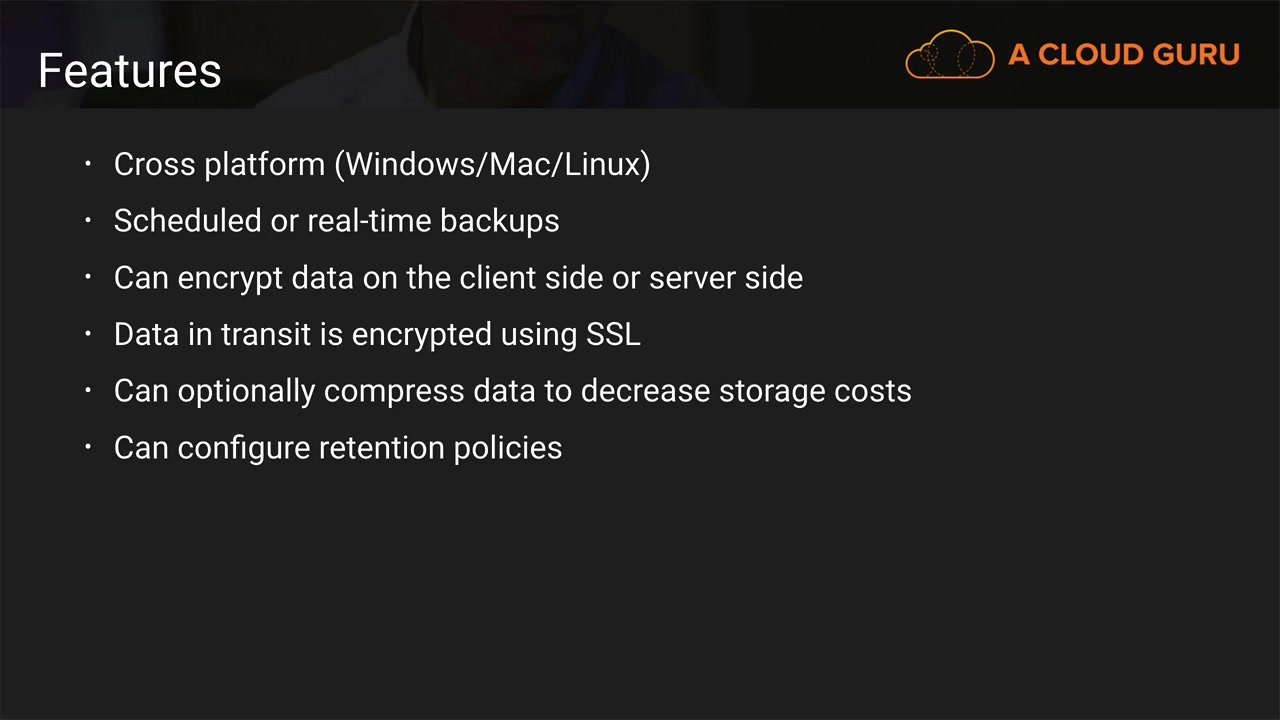 Features
A CLOUD GURU
· Cross platform (Windows/Mac/Linux)
· Scheduled or real-time backups
· Can encrypt data on the client side or server side
· Data in transit is encrypted using SSL
· Can optionally compress data to decrease storage costs
· Can configure retention policies